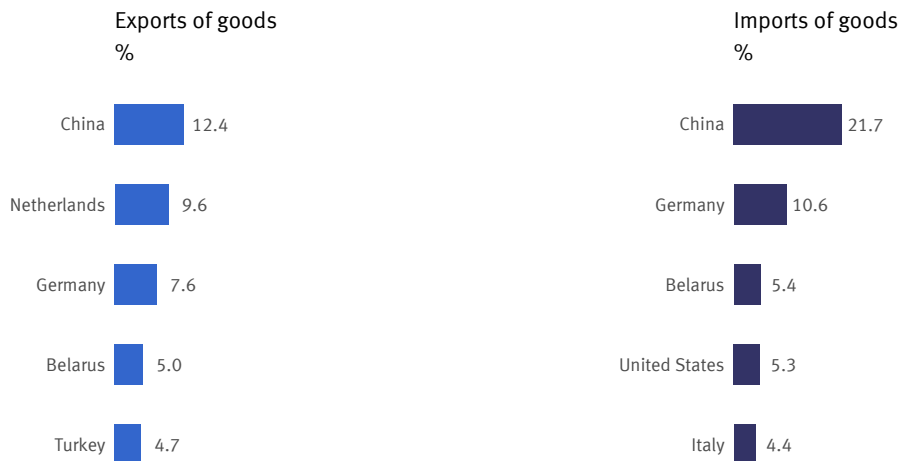 Exports of goods
%
China 12.4
Netherlands 9.6
Germany 7.6
Belarus 5.0
Turkey 4.7
Imports of goods
%
China 21.7
Germany 10.6
Belarus 5.4
United States 5.3
Italy 4.4